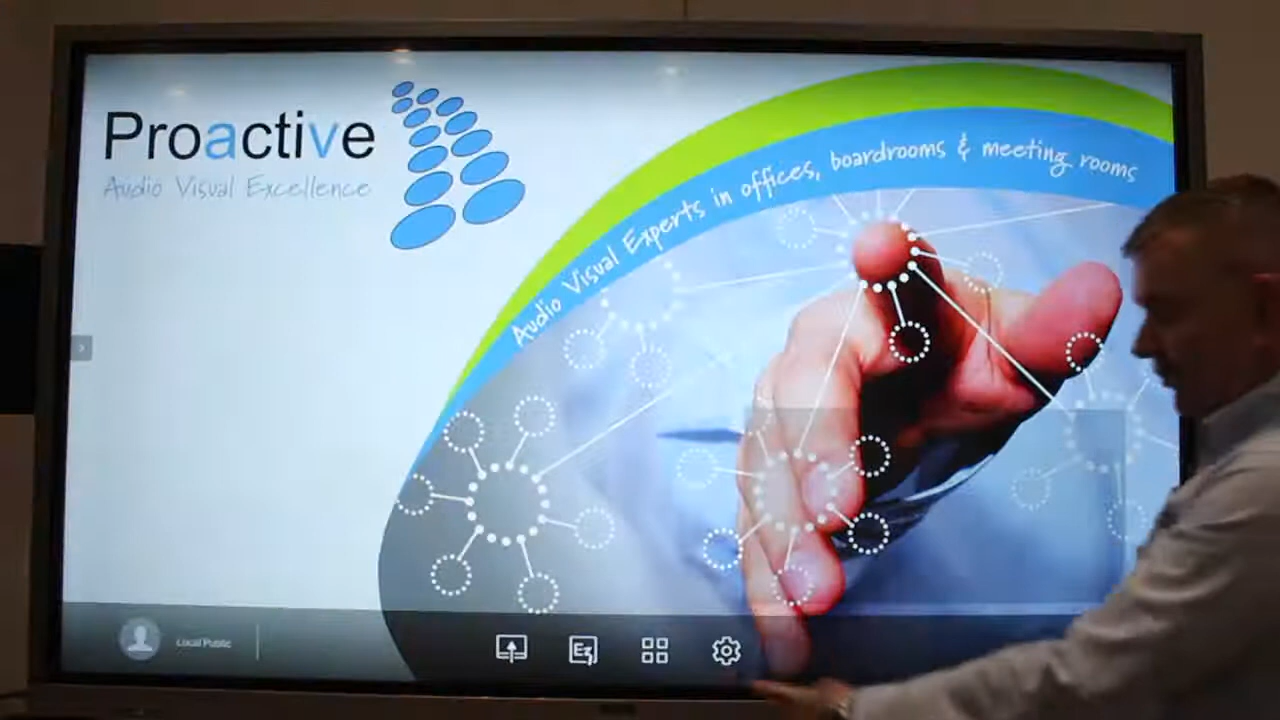 Proactive
Audio Visual Excellence
Audio Visual Experts in offices, boardrooms & meeting rooms
Local Public